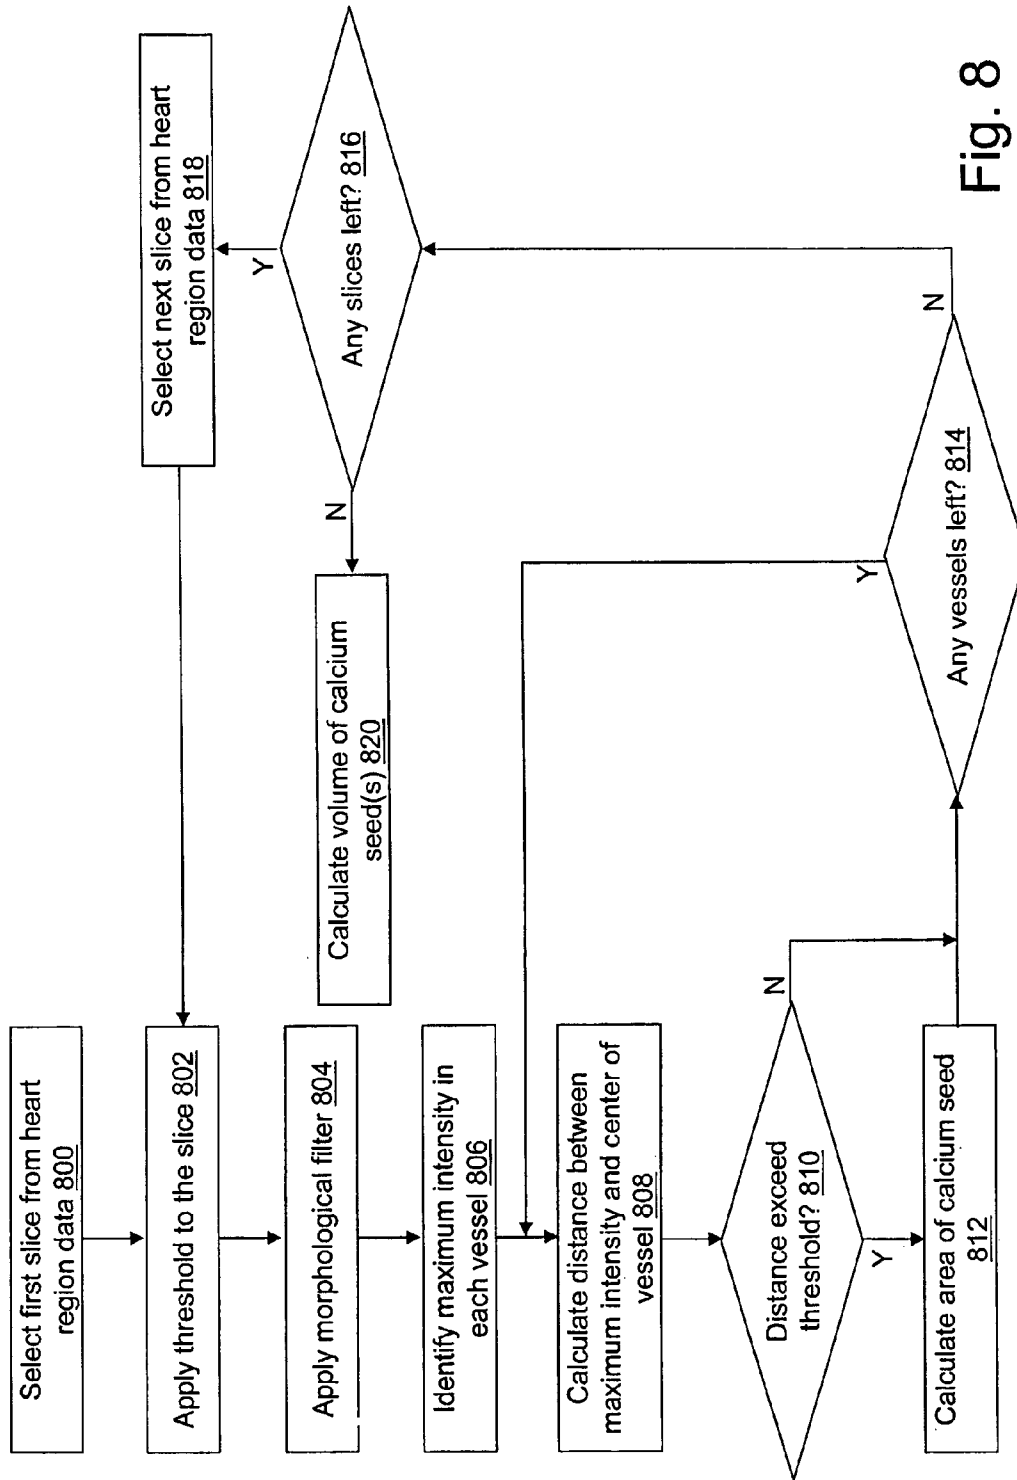 Select first slice from heart
region data 800
Apply threshold to the slice 802
Apply morphological filter 804
Identify maximum intensity in
each vessel 806
Calculate distance between
maximum intensity and center of
vessel 808
Distance exceed
threshold? 810
Y
N
Calculate area of calcium seed
812
Any vessels left? 814
Y
N
Any slices left? 816
Y
N
Select next slice from heart
region data 818
Calculate volume of calcium
seed(s) 820
Fig. 8